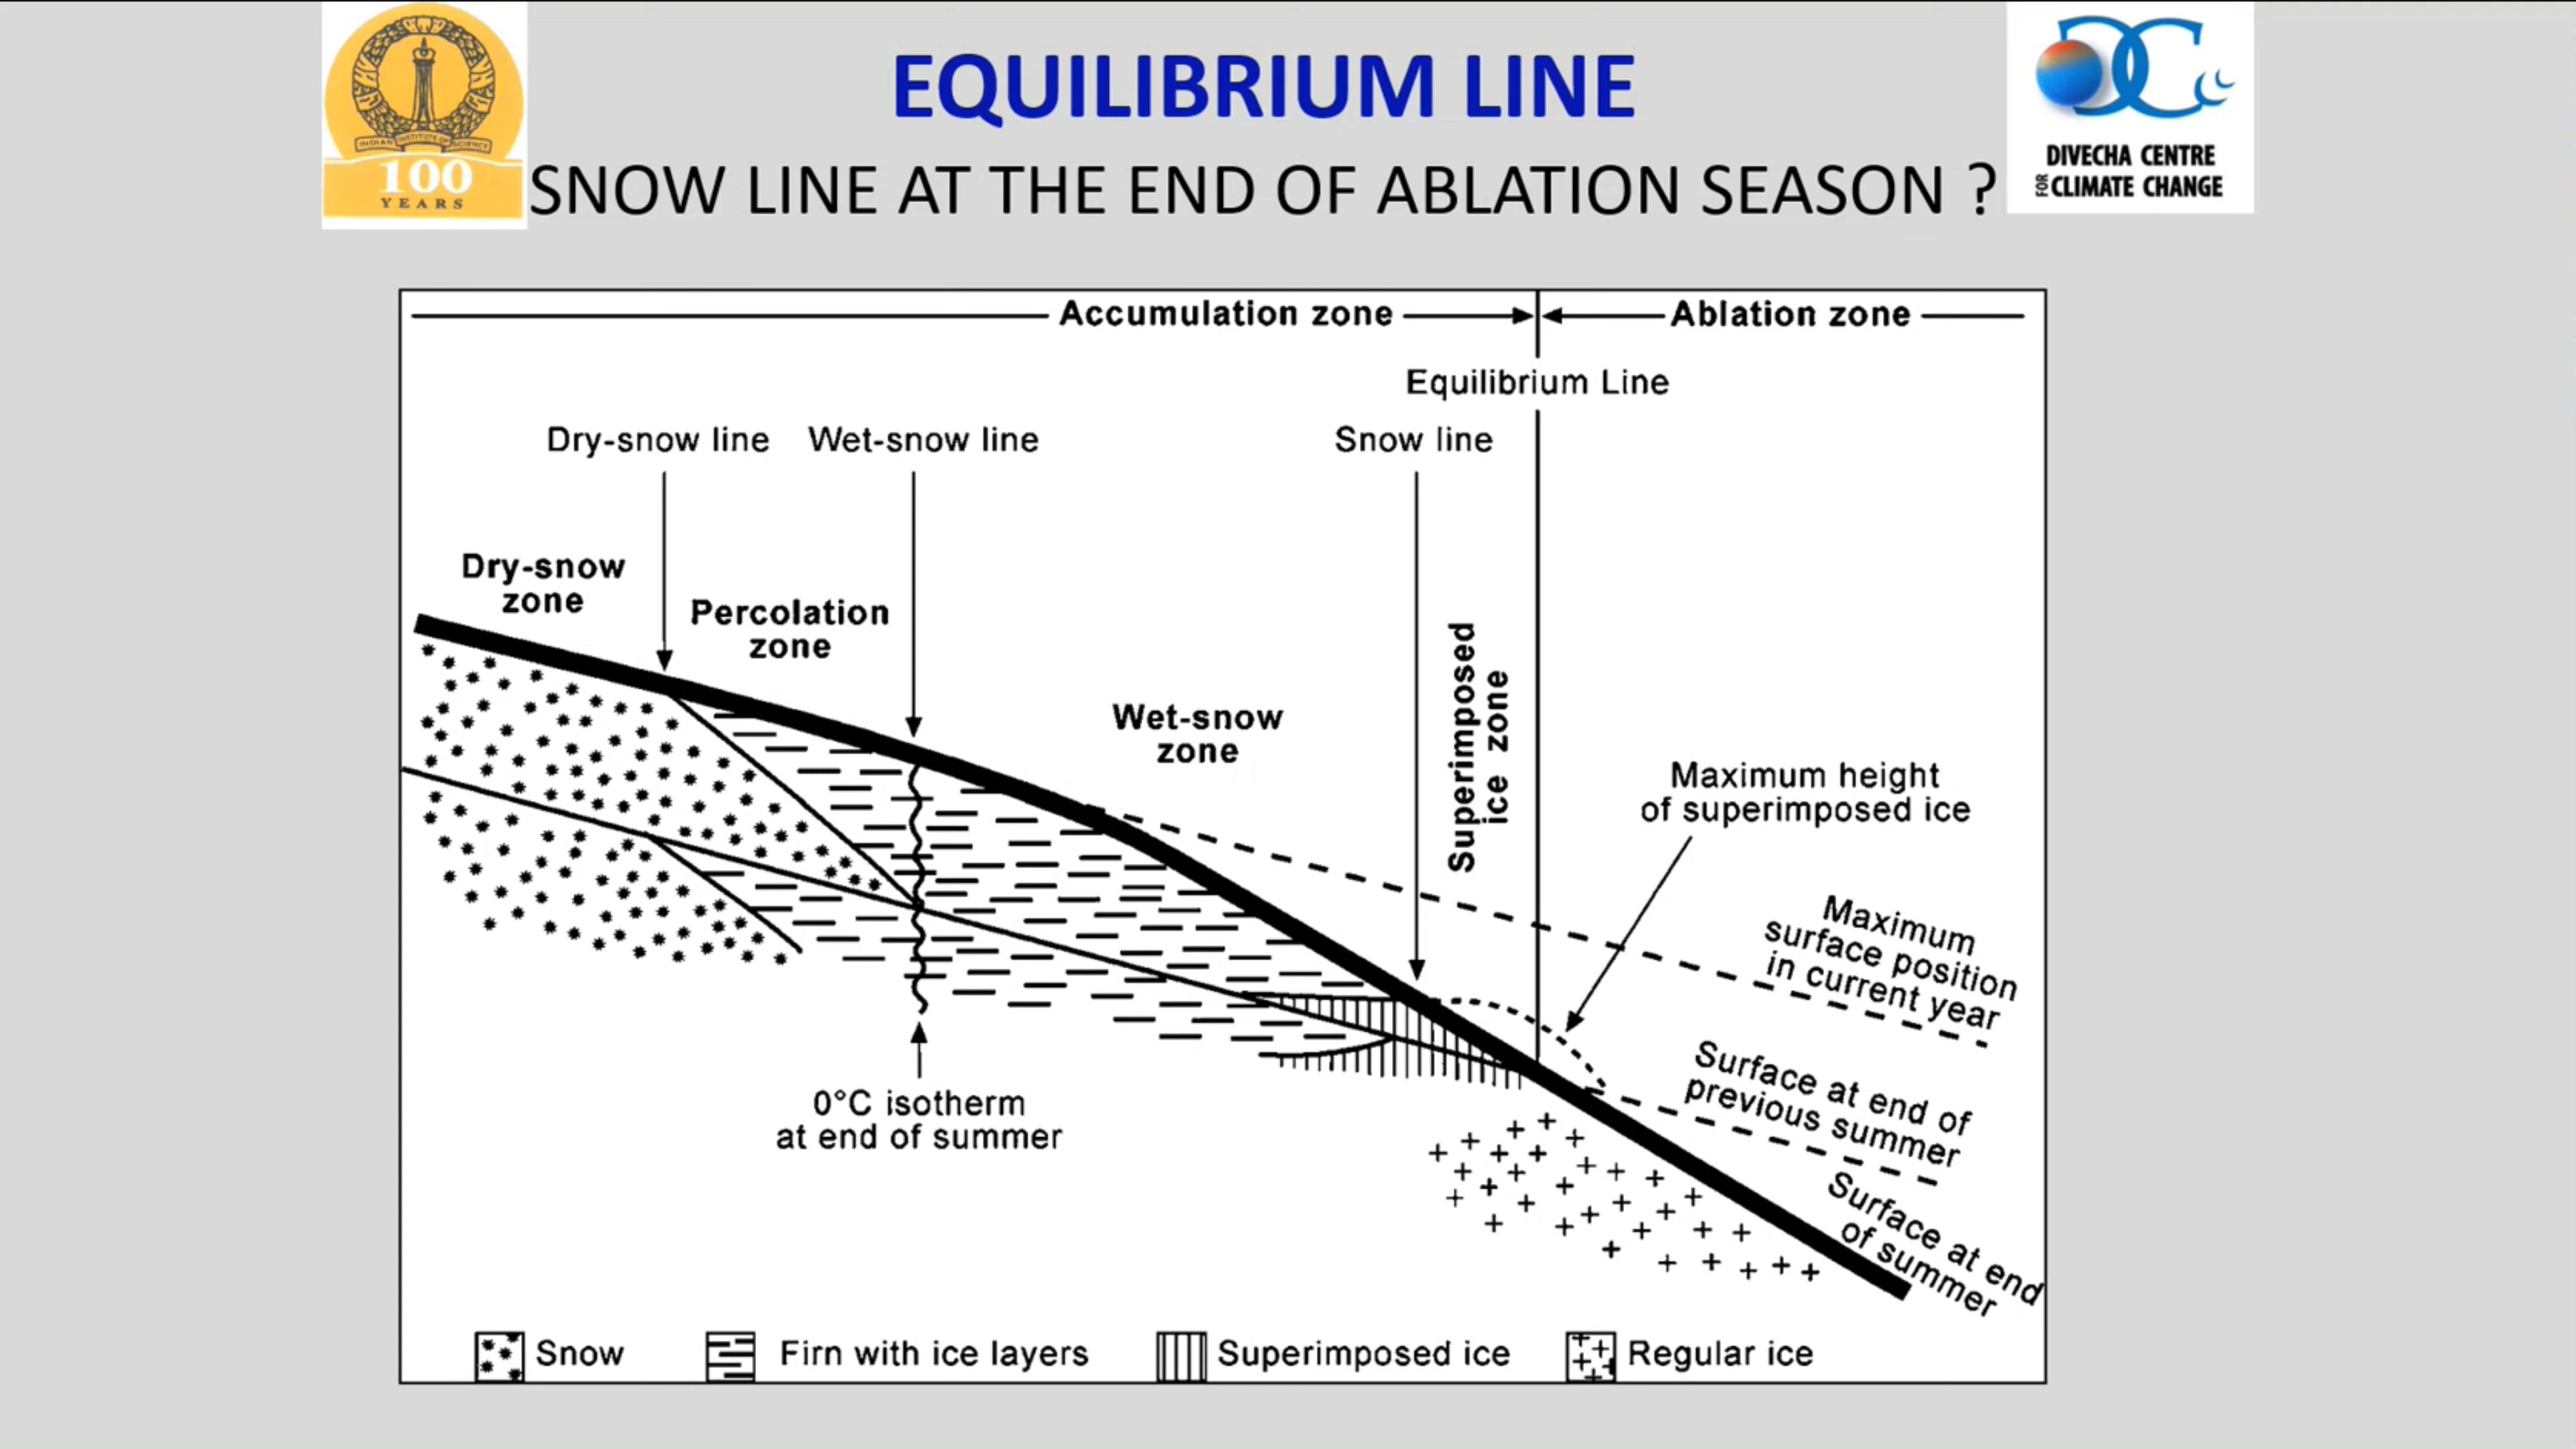 INDIAN INSTITUTE OF SCIENCE
100
YEARS
EQUILIBRIUM LINE
SNOW LINE AT THE END OF ABLATION SEASON ?
DIVECHA CENTRE
FOR CLIMATE CHANGE
Accumulation zone
Ablation zone
Equilibrium Line
Dry-snow line
Wet-snow line
Snow line
Dry-snow
zone
Percolation
zone
Wet-snow
zone
Superimposed
ice zone
Maximum height
of superimposed ice
Maximum
surface position
in current year
Surface at end of
previous summer
Surface at end
of summer
0°C isotherm
at end of summer
Snow
Firn with ice layers
Superimposed ice
Regular ice